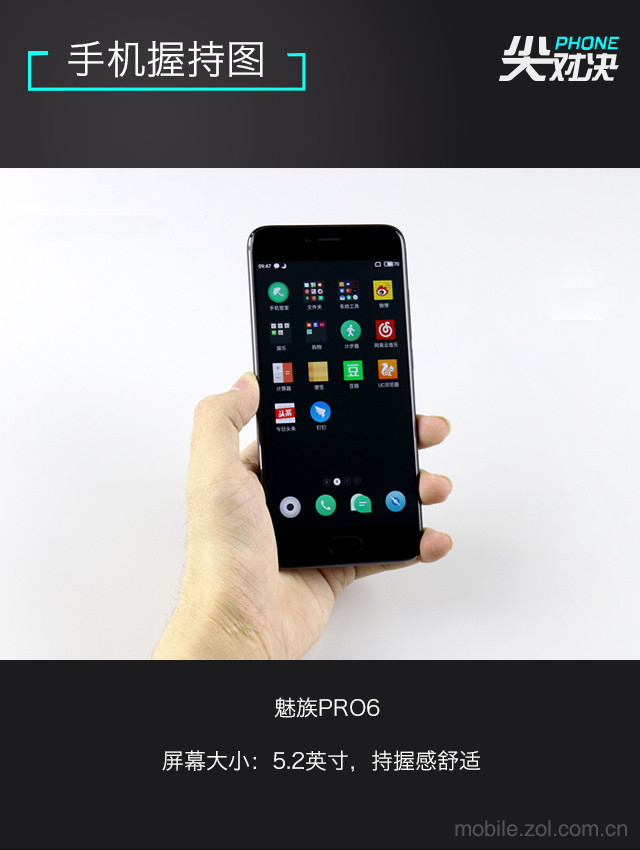 手机握持图
尖对决 PHONE
09:47
76
手机管家 文件夹 系统工具 微博
娱乐 购物 计步器 网易云音乐
计算器 便签 豆瓣 UC浏览器
头条
今日头条 钉钉
魅族PRO6
屏幕大小：5.2英寸，持握感舒适
mobile.zol.com.cn